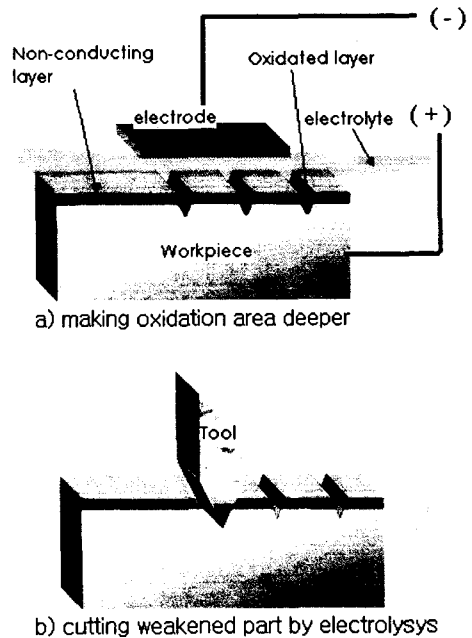 (-)
Non-conducting
layer
Oxidated layer
(+)
electrode
electrolyte
Workpiece
a) making oxidation area deeper
Tool
b) cutting weakened part by electrolysys